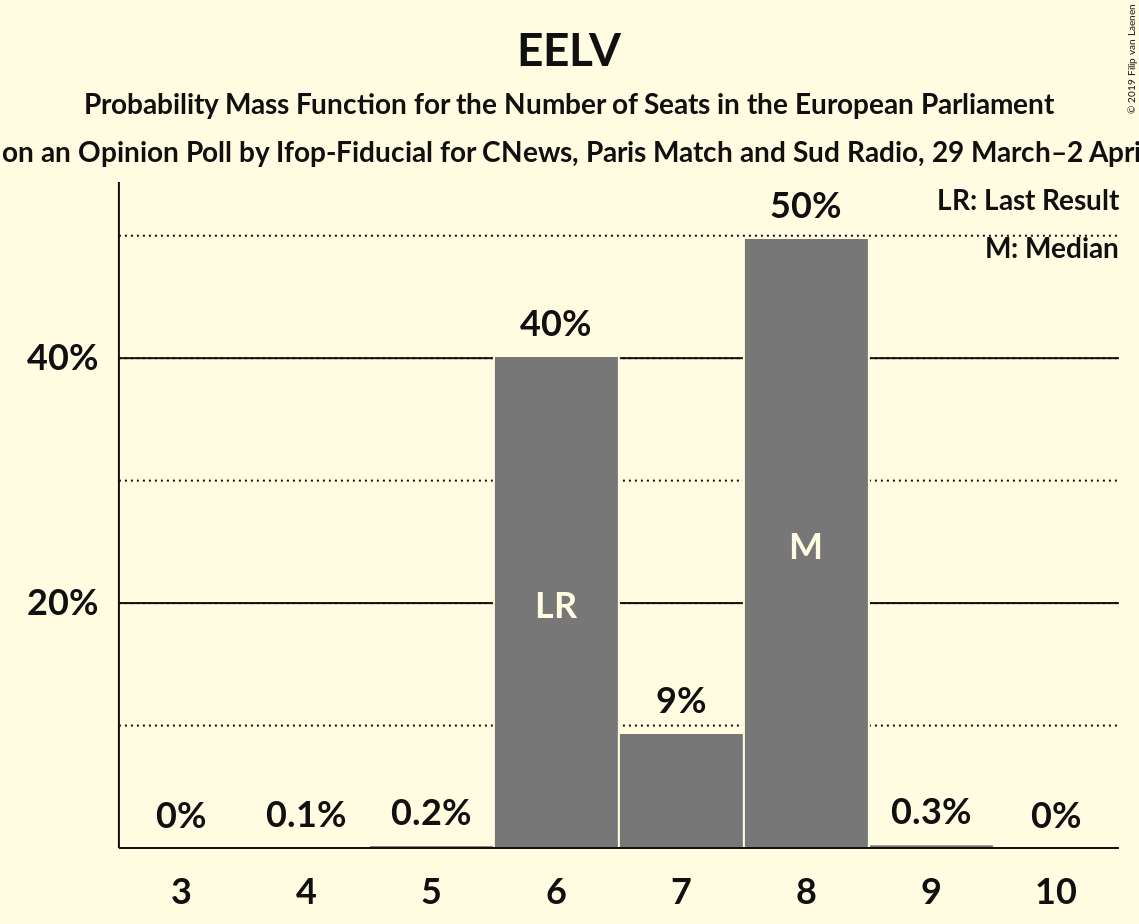 EELV
Probability Mass Function for the Number of Seats in the European Parliament
on an Opinion Poll by Ifop-Fiducial for CNews, Paris Match and Sud Radio, 29 March–2 Apri
© 2019 Filip van Laenen
LR: Last Result
M: Median
50%
40%
40%
20%
LR
M
9%
0%
0.1%
0.2%
0.3%
0%
3 4 5 6 7 8 9 10